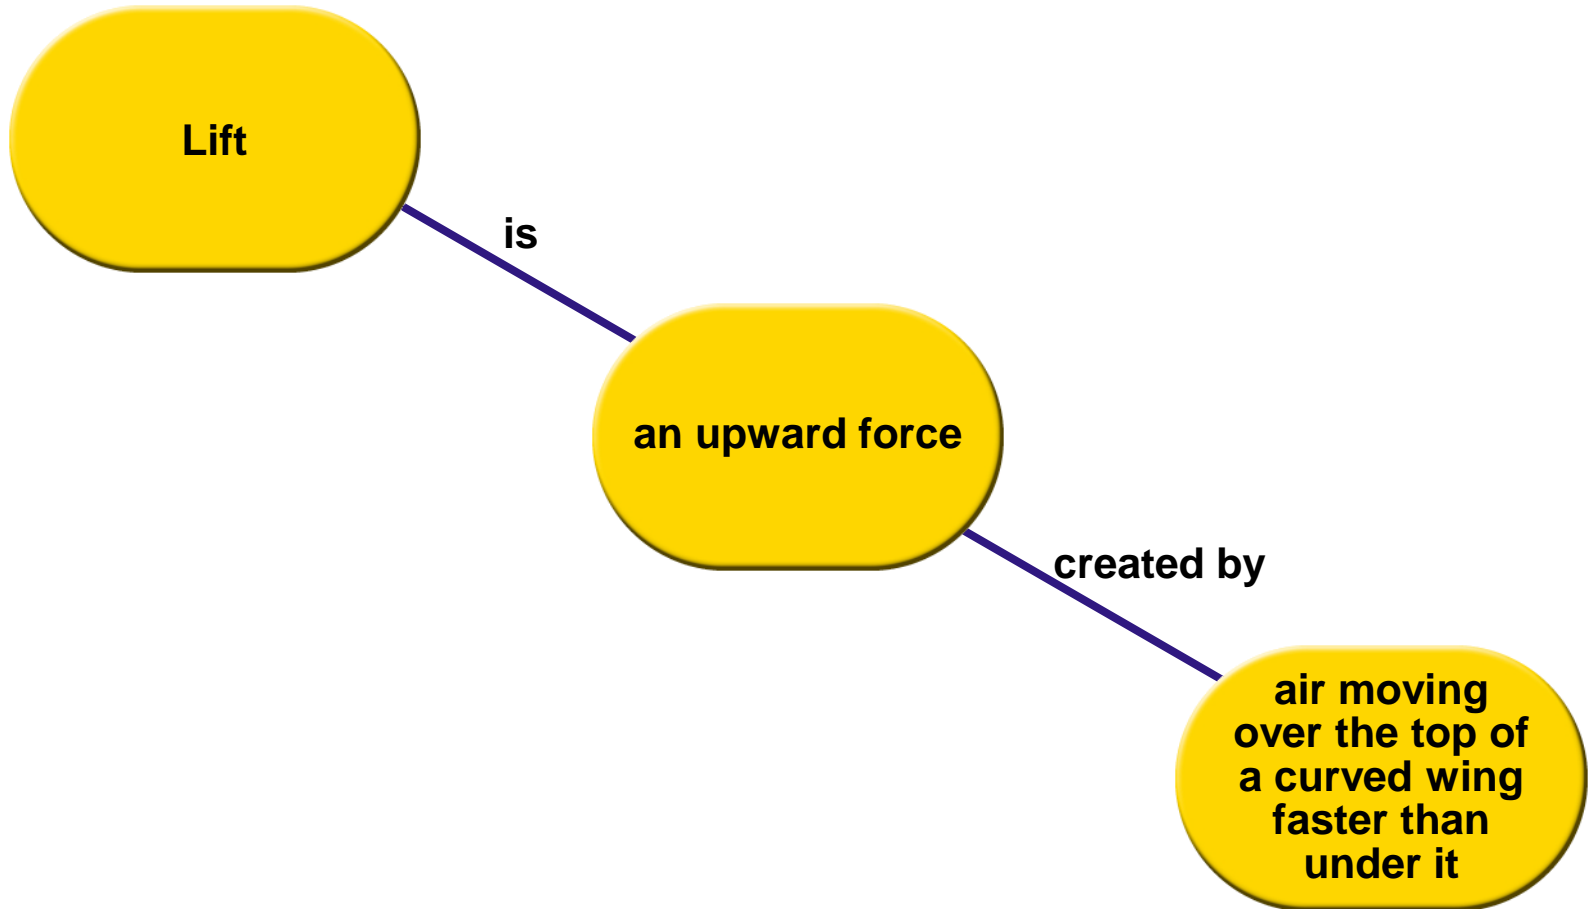 Lift
is
an upward force
created by
air moving
over the top of
a curved wing
faster than
under it